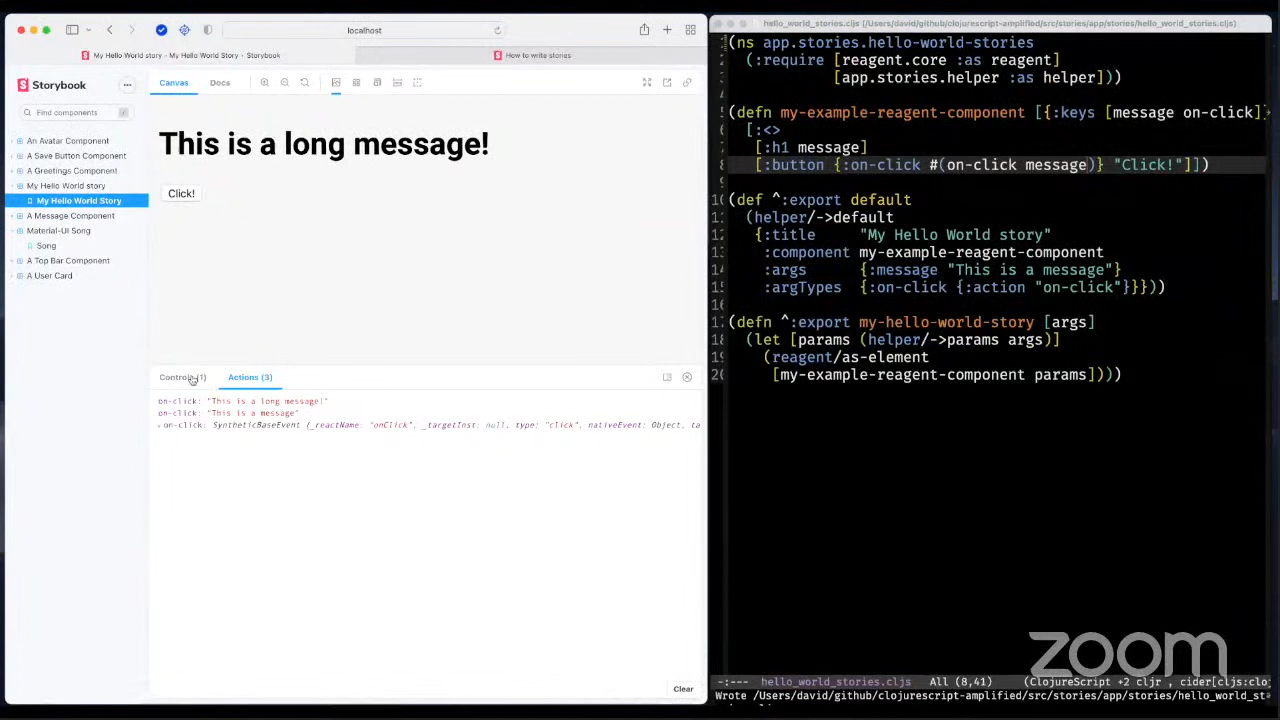 localhost
My Hello World story - My Hello World Story - Storybook
How to write stories
Storybook
Find components
/
An Avatar Component
A Save Button Component
A Greetings Component
My Hello World story
My Hello World Story
A Message Component
Material-UI Song
Song
A Top Bar Component
A User Card
Canvas
Docs
This is a long message!
Click!
Controls (1)
Actions (3)
on-click: "This is a long message!"
on-click: "This is a message"
on-click: SyntheticBaseEvent {_reactName: "onClick", _targetInst: null, type: "click", nativeEvent: Object, ta
Clear
hello_world_stories.cljs (/Users/david/github/clojurescript-amplified/src/stories/app/stories/hello_world_stories.cljs)
(ns app.stories.hello-world-stories
(:require [reagent.core :as reagent]
[app.stories.helper :as helper]))
(defn my-example-reagent-component [{:keys [message on-click]}
[:<>
[:h1 message]
[:button {:on-click #(on-click message)} "Click!"]])
(def ^:export default
(helper/->default
{:title "My Hello World story"
:component my-example-reagent-component
:args {:message "This is a message"}
:argTypes {:on-click {:action "on-click"}}}))
(defn ^:export my-hello-world-story [args]
(let [params (helper/->params args)]
(reagent/as-element
[my-example-reagent-component params])))
-:--- hello_world_stories.cljs All (8,41) (ClojureScript +2 cljr , cider[cljs:clo
Wrote /Users/david/github/clojurescript-amplified/src/stories/app/stories/hello_world_st
zoom